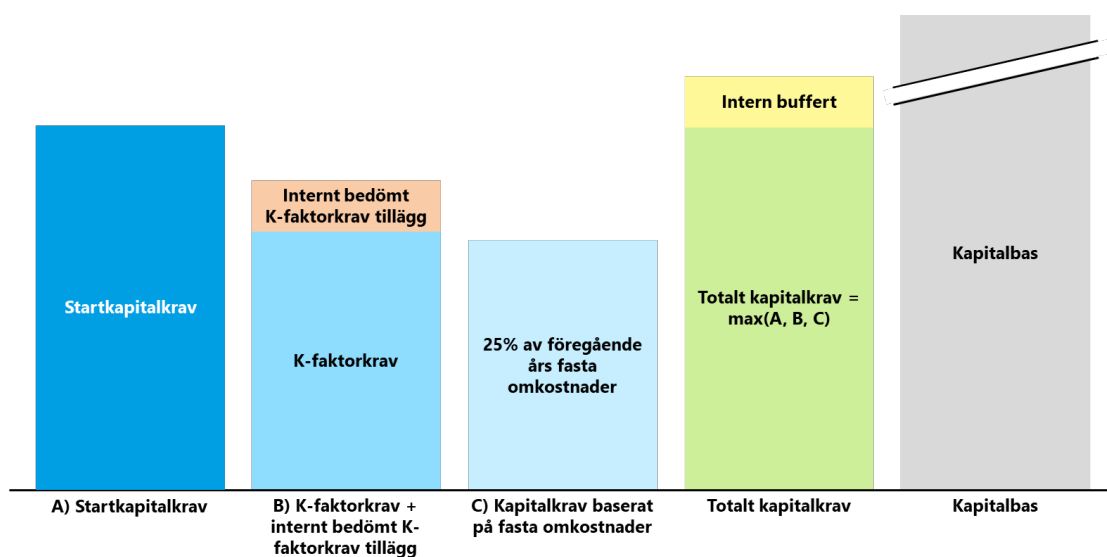 Intern buffert
Internt bedömt
K-faktorkrav tillägg
Startkapitalkrav
K-faktorkrav
25% av föregående
års fasta
omkostnader
Totalt kapitalkrav =
max(A, B, C)
Kapitalbas
A) Startkapitalkrav
B) K-faktorkrav +
internt bedömt K-
faktorkrav tillägg
C) Kapitalkrav baserat
på fasta omkostnader
Totalt kapitalkrav
Kapitalbas